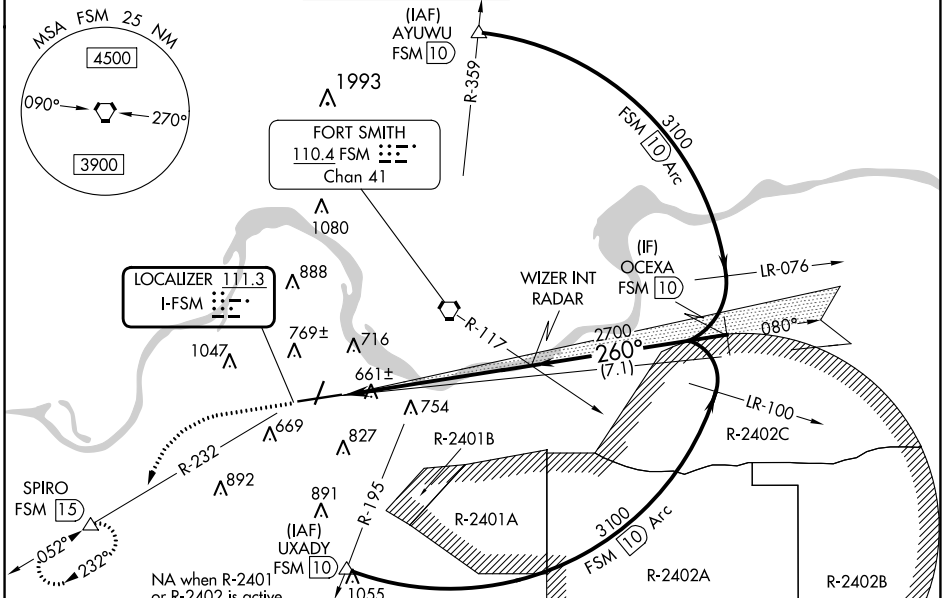 MSA FSM 25 NM
4500
090°
270°
3900
(IAF)
AYUWU
FSM 10
R-359
1993
FORT SMITH
110.4 FSM
Chan 41
1080
3100
FSM 10 Arc
LOCALIZER 111.3
I-FSM
888
(IF)
OCEXA
FSM 10
LR-076
WIZER INT
RADAR
R-117
2700
260°
(7.1)
080°
1047
769±
716
661±
754
LR-100
R-2402C
669
827
R-2401B
R-232
892
891
R-195
SPIRO
FSM 15
052°
232°
R-2401A
(IAF)
UXADY
FSM 10
3100
FSM 10 Arc
1055
R-2402A
R-2402B
NA when R-2401
or R-2402 is active